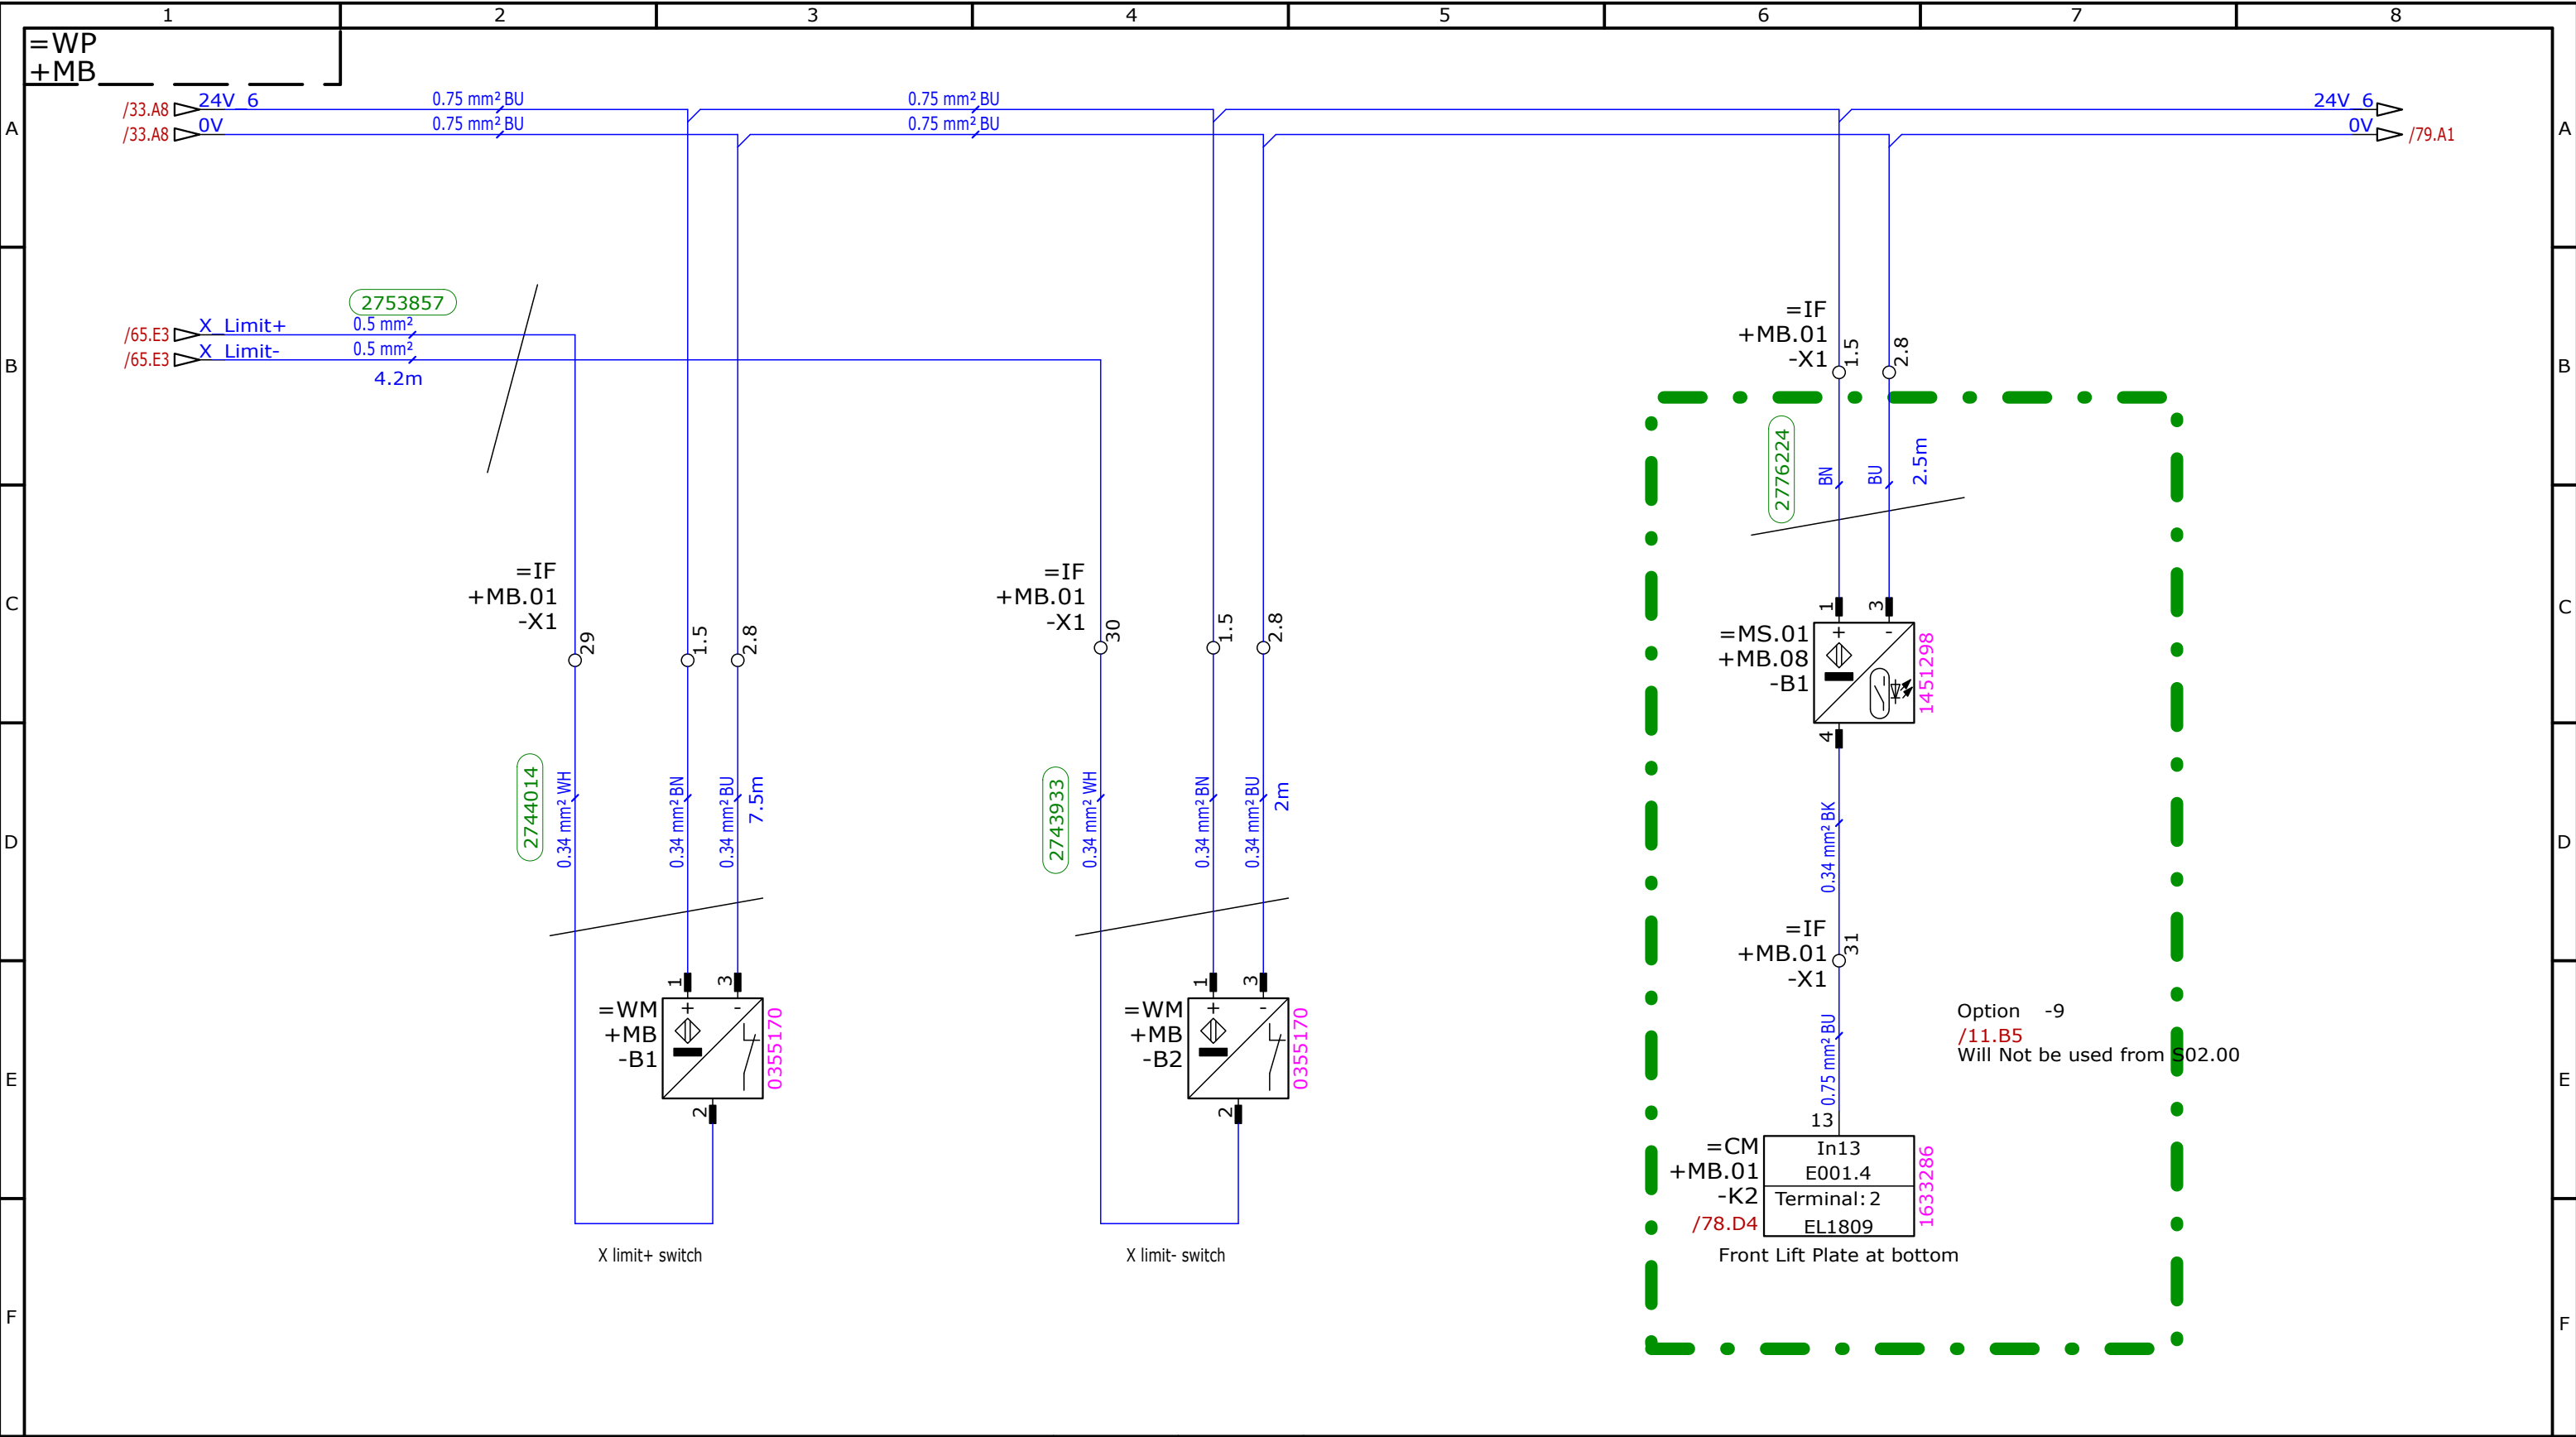 1 2 3 4 5 6 7 8
=WP
+MB
A
/33.A8 24V_6 0.75 mm² BU 0.75 mm² BU 24V_6
/33.A8 0V 0.75 mm² BU 0.75 mm² BU 0V /79.A1
A
B
2753857
/65.E3 X_Limit+ 0.5 mm²
/65.E3 X_Limit- 0.5 mm²
4.2m
=IF
+MB.01
-X1
1.5
2.8
B
2776224
BN
BU
2.5m
C
=IF
+MB.01
-X1
29
1.5
2.8
=IF
+MB.01
-X1
30
1.5
2.8
1
3
+ -
=MS.01
+MB.08
-B1
1451298
4
C
D
2744014
0.34 mm² WH
0.34 mm² BN
0.34 mm² BU
7.5m
2743933
0.34 mm² WH
0.34 mm² BN
0.34 mm² BU
2m
0.34 mm² BK
D
=IF
+MB.01
-X1
31
E
1
3
+ -
=WM
+MB
-B1
0355170
2
1
3
+ -
=WM
+MB
-B2
0355170
2
0.75 mm² BU
Option -9
/11.B5
Will Not be used from S02.00
E
13
=CM
+MB.01
-K2
/78.D4
In13
E001.4
Terminal:2
EL1809
1633286
X limit+ switch
X limit- switch
Front Lift Plate at bottom
F
F